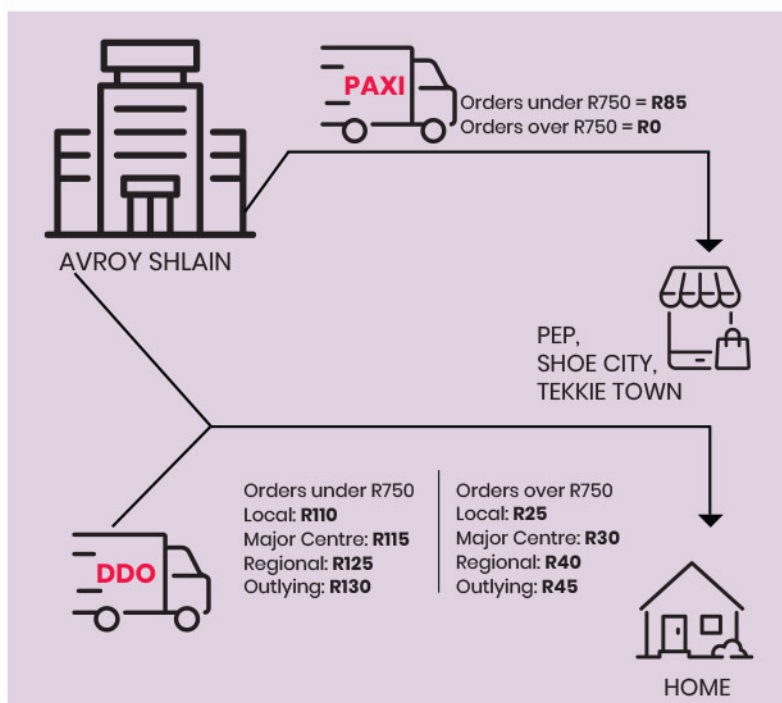 PAXI
Orders under R750 = R85
Orders over R750 = R0
AVROY SHLAIN
PEP,
SHOE CITY,
TEKKIE TOWN
DDO
Orders under R750
Local: R110
Major Centre: R115
Regional: R125
Outlying: R130
Orders over R750
Local: R25
Major Centre: R30
Regional: R40
Outlying: R45
HOME